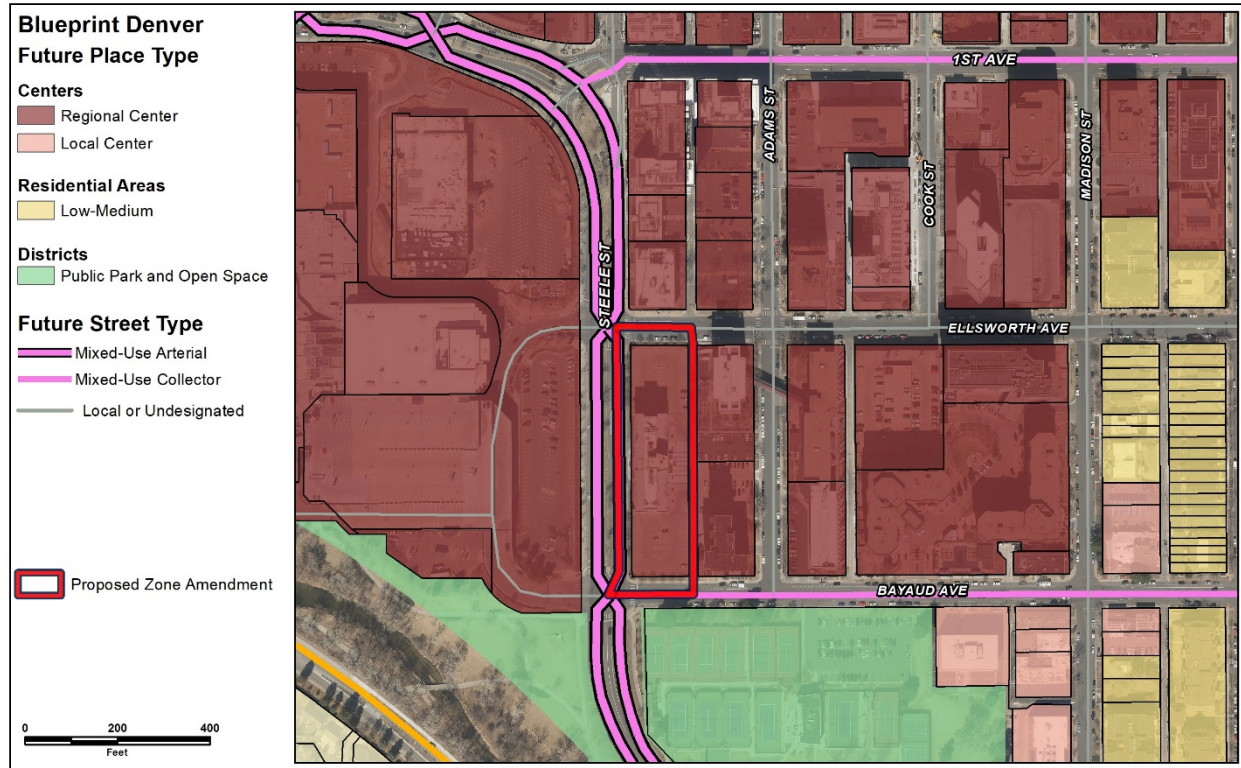 Blueprint Denver
Future Place Type
Centers
Regional Center
Local Center
Residential Areas
Low-Medium
Districts
Public Park and Open Space
Future Street Type
Mixed-Use Arterial
Mixed-Use Collector
Local or Undesignated
Proposed Zone Amendment
0 200 400
Feet
1ST AVE
ADAMS ST
COOK ST
MADISON ST
STEELE ST
ELLSWORTH AVE
BAYAUD AVE